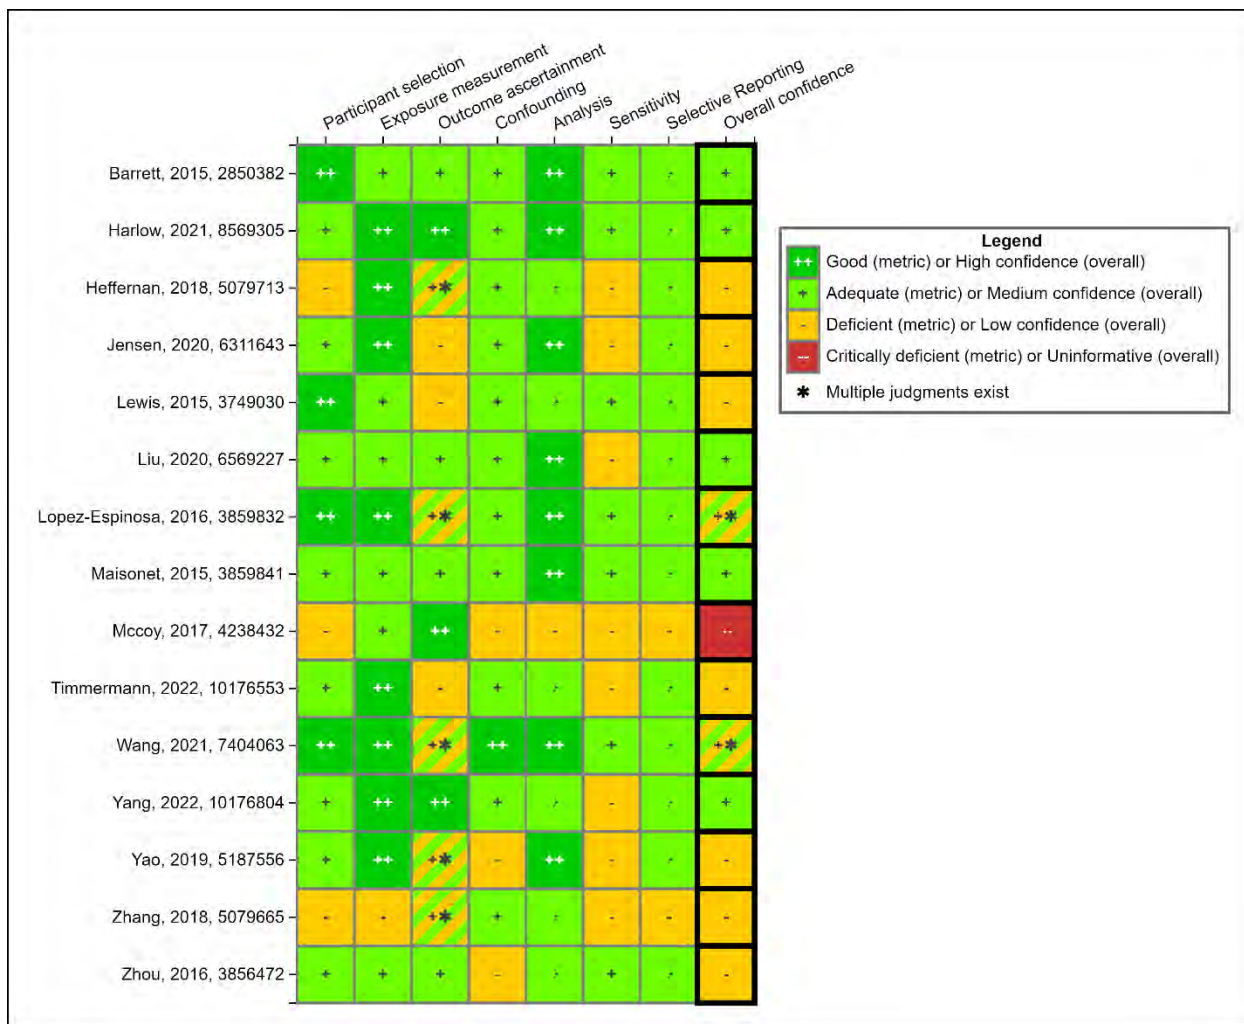 Participant selection
Exposure measurement
Outcome ascertainment
Confounding
Analysis
Sensitivity
Selective Reporting
Overall confidence
Barrett, 2015, 2850382 ++ + + + ++ + + +
Harlow, 2021, 8569305 + ++ ++ + ++ + + +
Heffernan, 2018, 5079713 - ++ +✱ + + - + -
Jensen, 2020, 6311643 + ++ - + ++ - + -
Lewis, 2015, 3749030 ++ + - + + + + -
Liu, 2020, 6569227 + + + + ++ - + +
Lopez-Espinosa, 2016, 3859832 ++ ++ +✱ + ++ + + +✱
Maisonet, 2015, 3859841 + + + + ++ + + +
Mccoy, 2017, 4238432 - + ++ - - - - --
Timmermann, 2022, 10176553 + ++ - + + - + -
Wang, 2021, 7404063 ++ ++ +✱ ++ ++ + + +✱
Yang, 2022, 10176804 + ++ ++ + + - + +
Yao, 2019, 5187556 + ++ +✱ - ++ - + -
Zhang, 2018, 5079665 - - +✱ + + - - -
Zhou, 2016, 3856472 + + + - + + + -
Legend
++ Good (metric) or High confidence (overall)
+ Adequate (metric) or Medium confidence (overall)
- Deficient (metric) or Low confidence (overall)
-- Critically deficient (metric) or Uninformative (overall)
✱ Multiple judgments exist